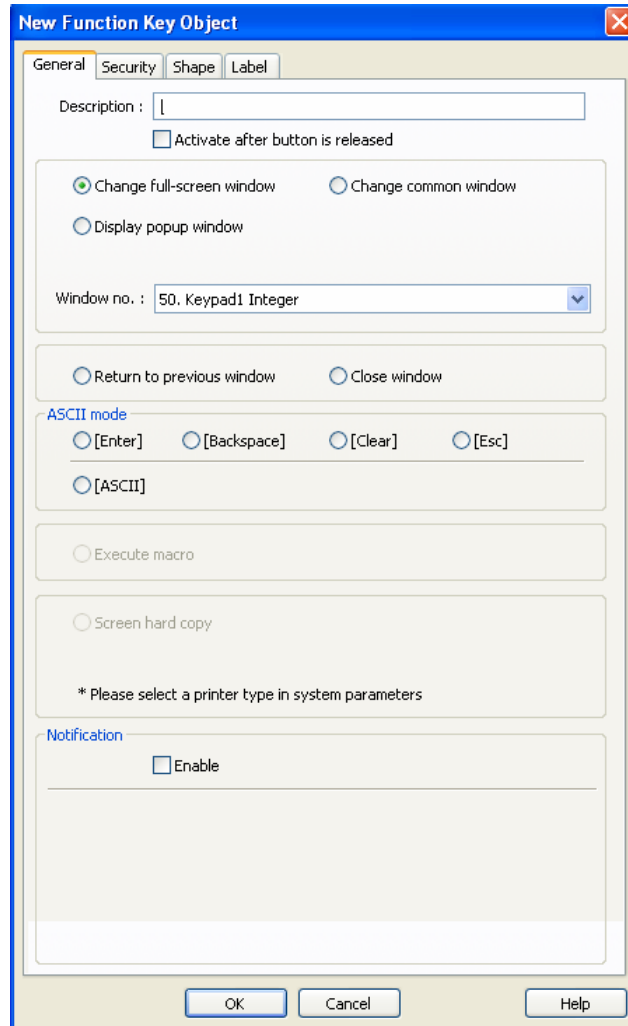 New Function Key Object
General Security Shape Label
Description :
Activate after button is released
Change full-screen window Change common window
Display popup window
Window no. : 50. Keypad1 Integer
Return to previous window Close window
ASCII mode
[Enter] [Backspace] [Clear] [Esc]
[ASCII]
Execute macro
Screen hard copy
* Please select a printer type in system parameters
Notification
Enable
OK Cancel Help